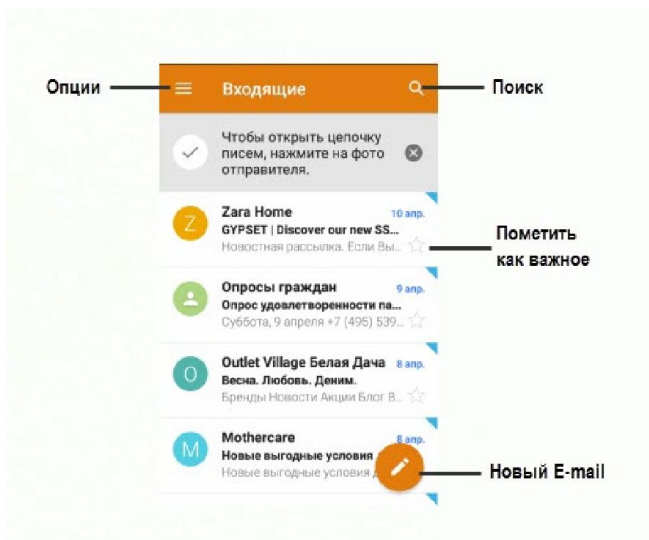 Опции
Входящие
Поиск
Чтобы открыть цепочку
писем, нажмите на фото
отправителя.
Z
Zara Home 10 апр.
GYPSET | Discover our new SS...
Новостная рассылка. Если Вы...
Пометить
как важное
Опросы граждан 9 апр.
Опрос удовлетворенности па...
Суббота, 9 апреля +7 (495) 539...
O
Outlet Village Белая Дача 8 апр.
Весна. Любовь. Деним.
Бренды Новости Акции Блог В...
M
Mothercare 8 апр.
Новые выгодные условия
Новые выгодные условия
Новый E-mail